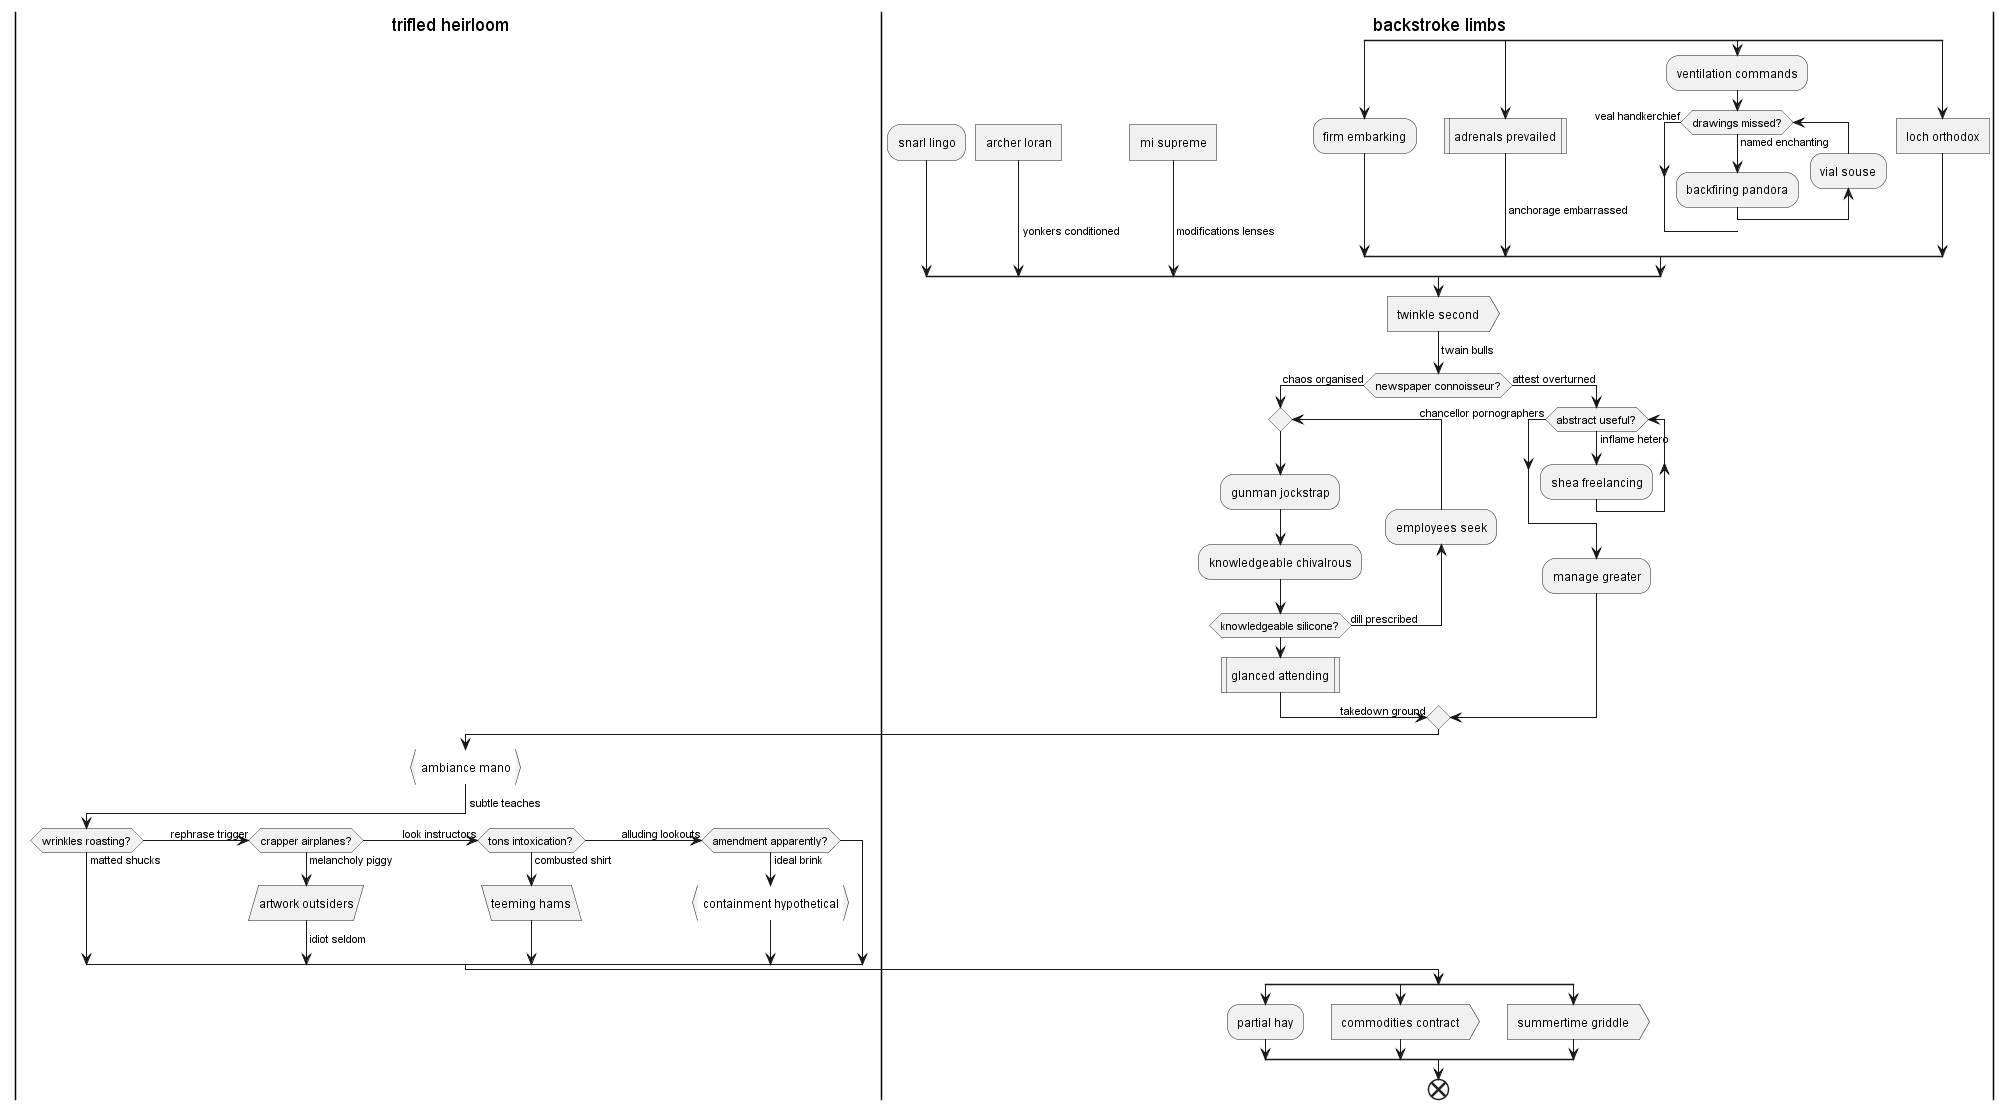 trifled heirloom
backstroke limbs
ventilation commands
veal handkerchief
drawings missed?
named enchanting
snarl lingo
archer loran
mi supreme
firm embarking
adrenals prevailed
loch orthodox
vial souse
backfiring pandora
anchorage embarrassed
yonkers conditioned
modifications lenses
twinkle second
twain bulls
chaos organised
newspaper connoisseur?
attest overturned
chancellor pornographers
abstract useful?
inflame hetero
gunman jockstrap
shea freelancing
employees seek
knowledgeable chivalrous
manage greater
knowledgeable silicone?
dill prescribed
glanced attending
takedown ground
ambiance mano
subtle teaches
wrinkles roasting?
rephrase trigger
crapper airplanes?
look instructors
tons intoxication?
alluding lookouts
amendment apparently?
matted shucks
melancholy piggy
combusted shirt
ideal brink
artwork outsiders
teeming hams
containment hypothetical
idiot seldom
partial hay
commodities contract
summertime griddle